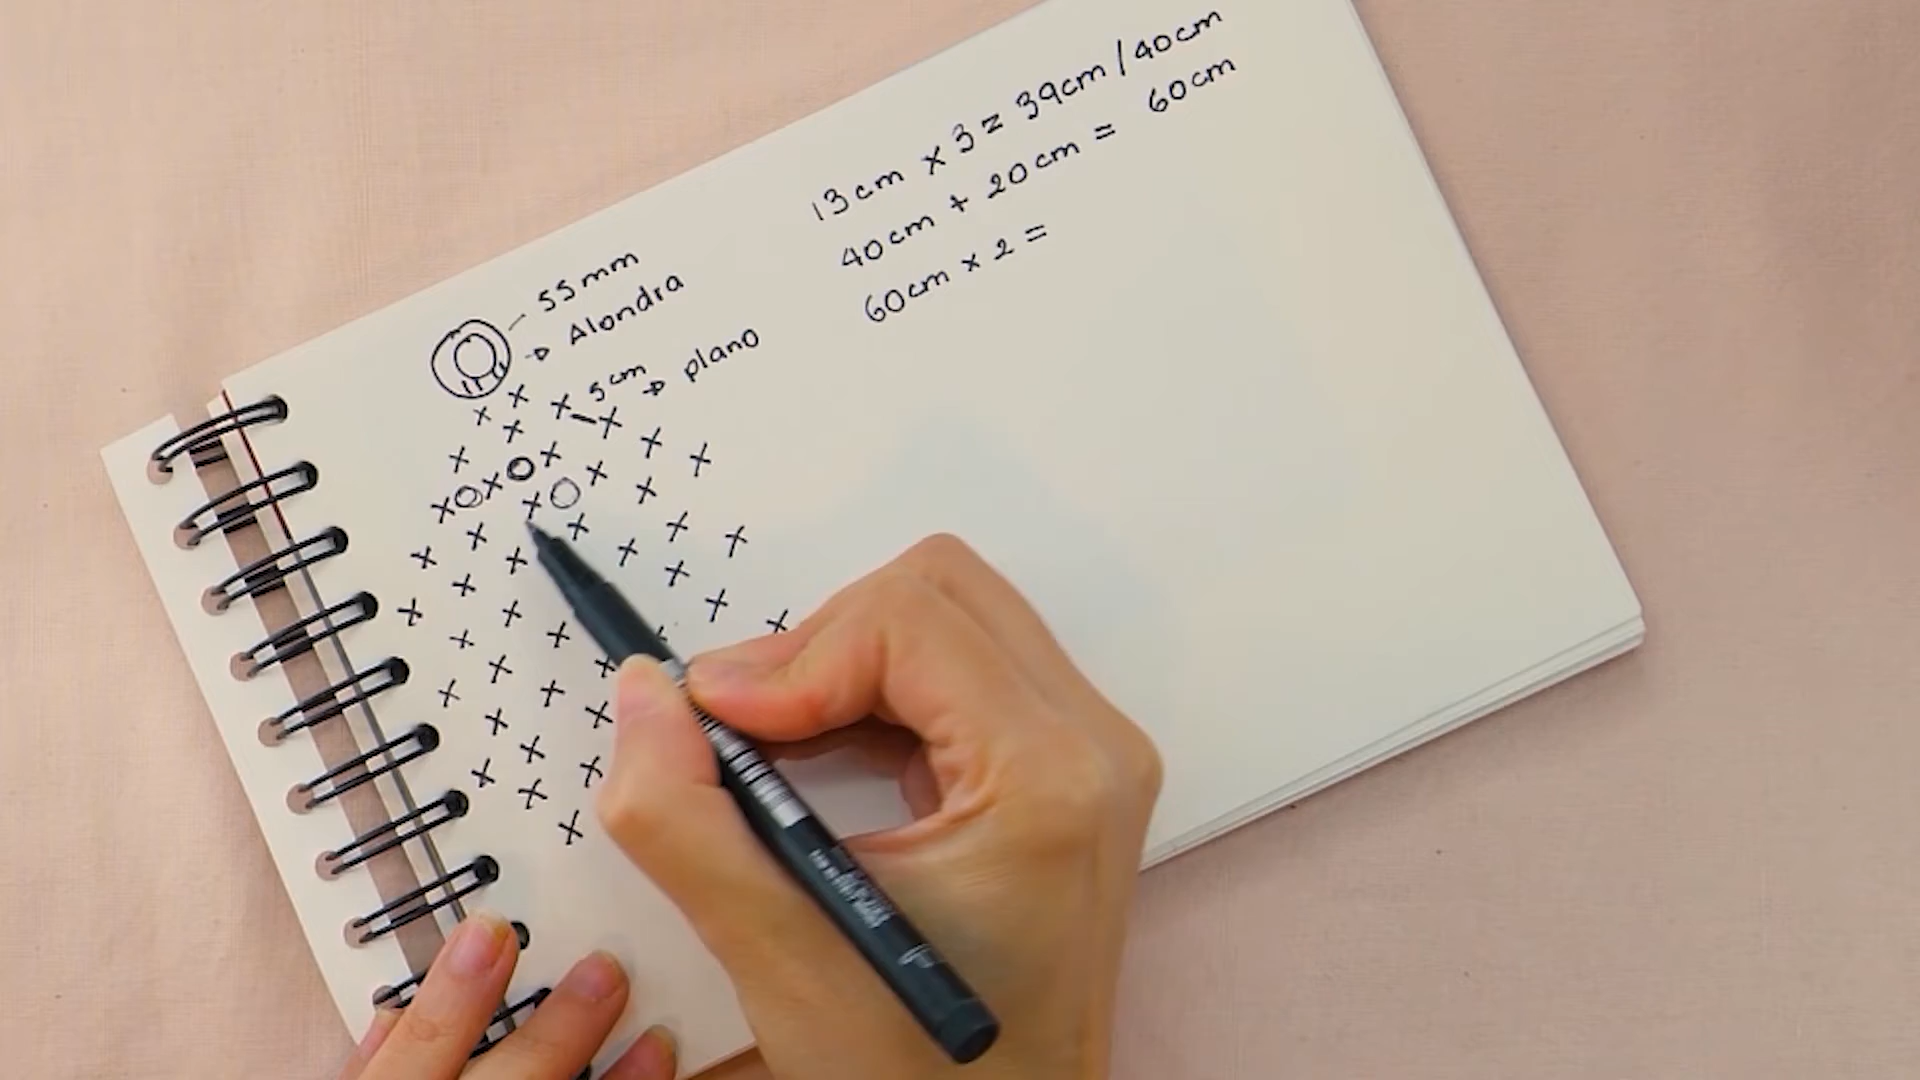 13cm x 3 = 39cm / 40cm
40cm + 20cm = 60cm
60cm x 2 =
55mm
Alondra
5cm
plano